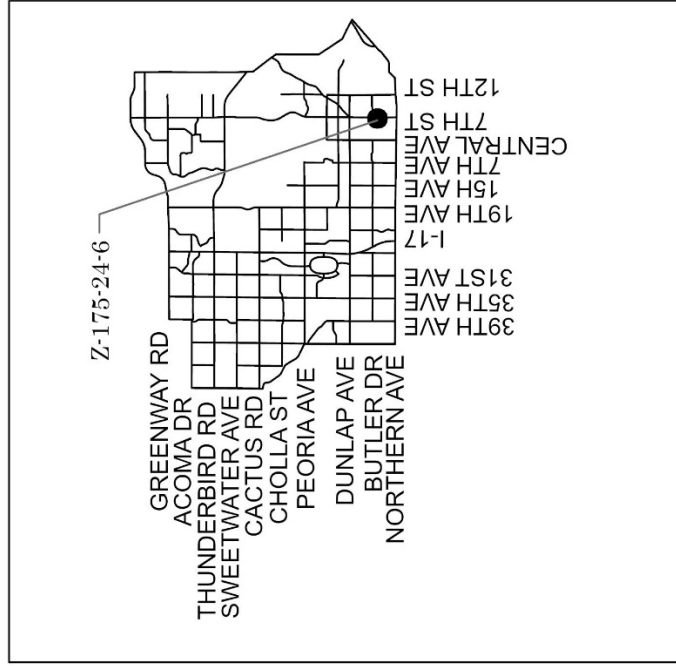 Z-175-24-6
GREENWAY RD
ACOMA DR
THUNDERBIRD RD
SWEETWATER AVE
CACTUS RD
CHOLLA ST
PEORIA AVE
DUNLAP AVE
BUTLER DR
NORTHERN AVE
39TH AVE
35TH AVE
31ST AVE
I-17
19TH AVE
15H AVE
7TH AVE
CENTRAL AVE
7TH ST
12TH ST